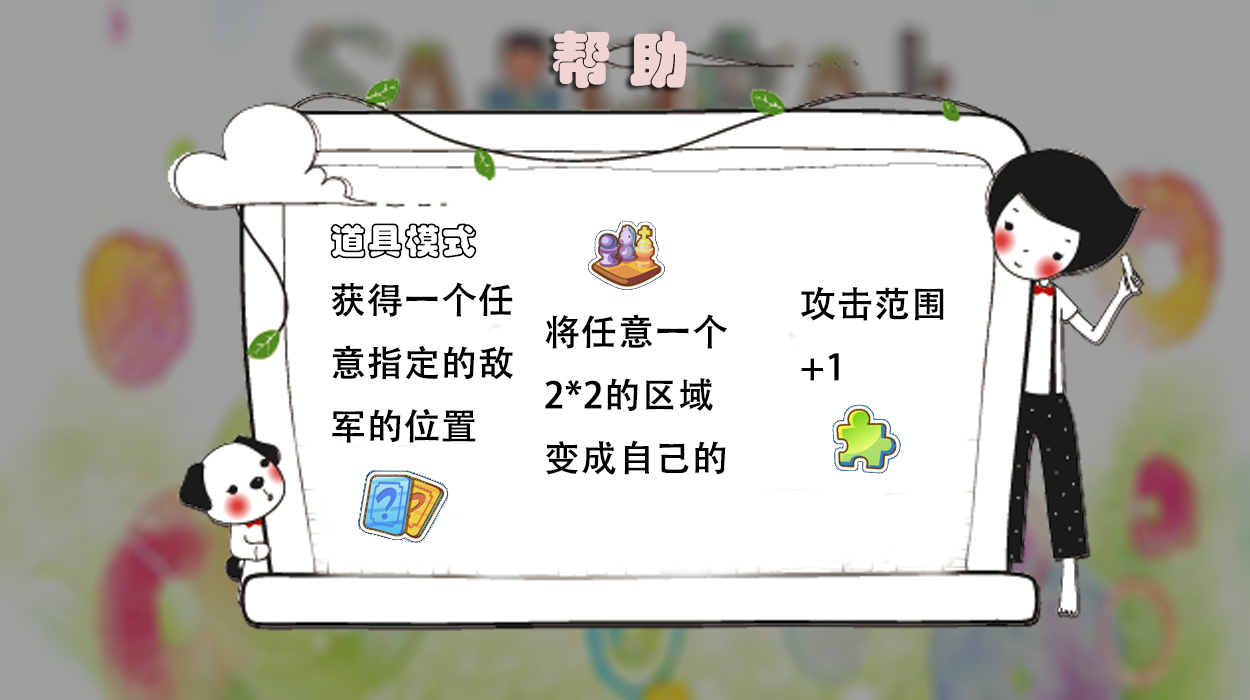 帮助
道具模式
获得一个任
意指定的敌
军的位置
将任意一个
2*2的区域
变成自己的
攻击范围
+1